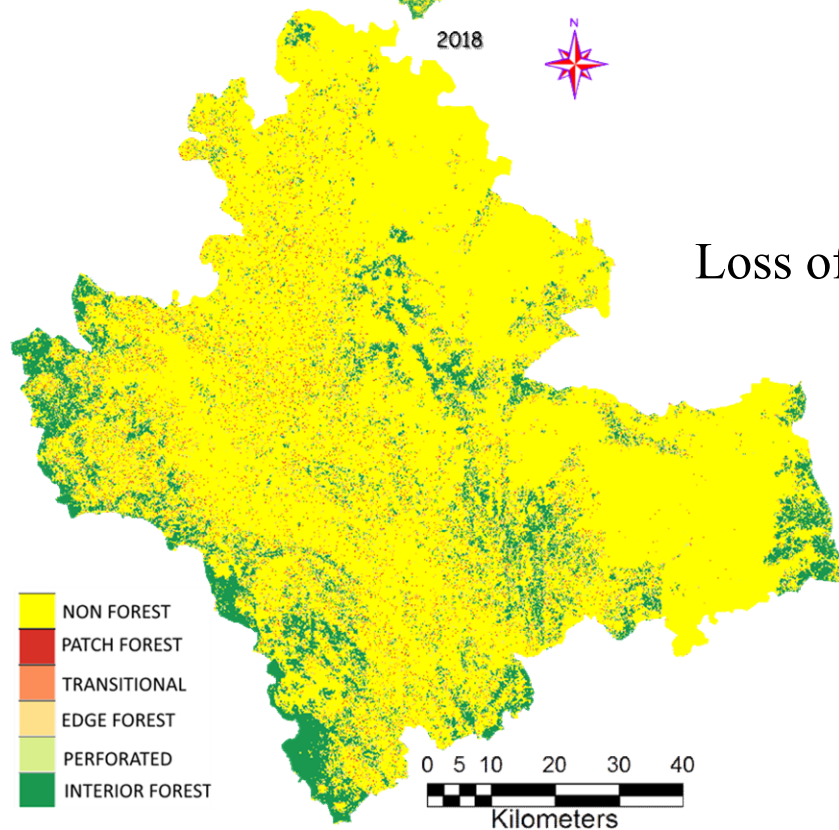 2018
N
Loss of
NON FOREST
PATCH FOREST
TRANSITIONAL
EDGE FOREST
PERFORATED
INTERIOR FOREST
0 5 10 20 30 40
Kilometers